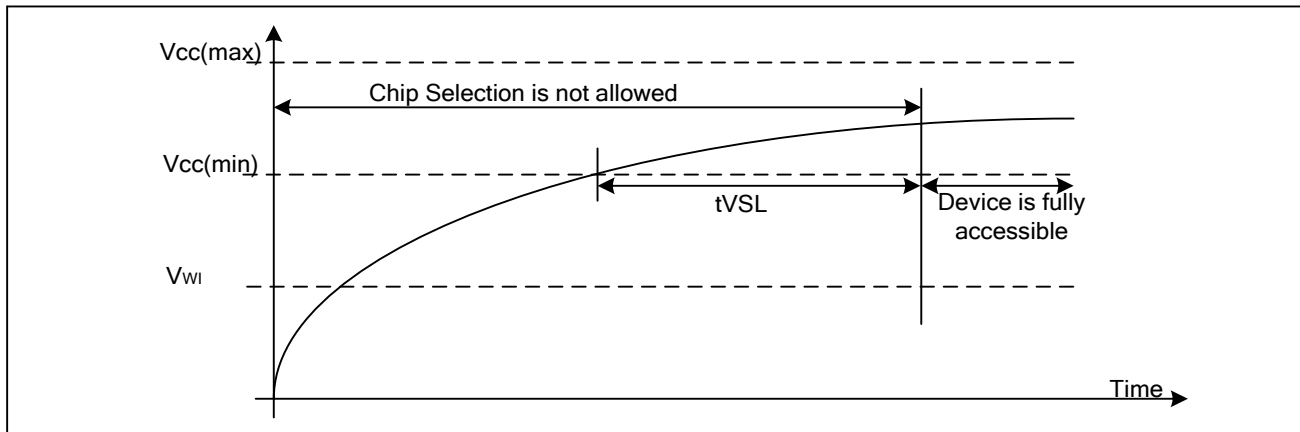 Vcc(max)
Chip Selection is not allowed
Vcc(min)
tVSL
Device is fully
accessible
VWI
Time